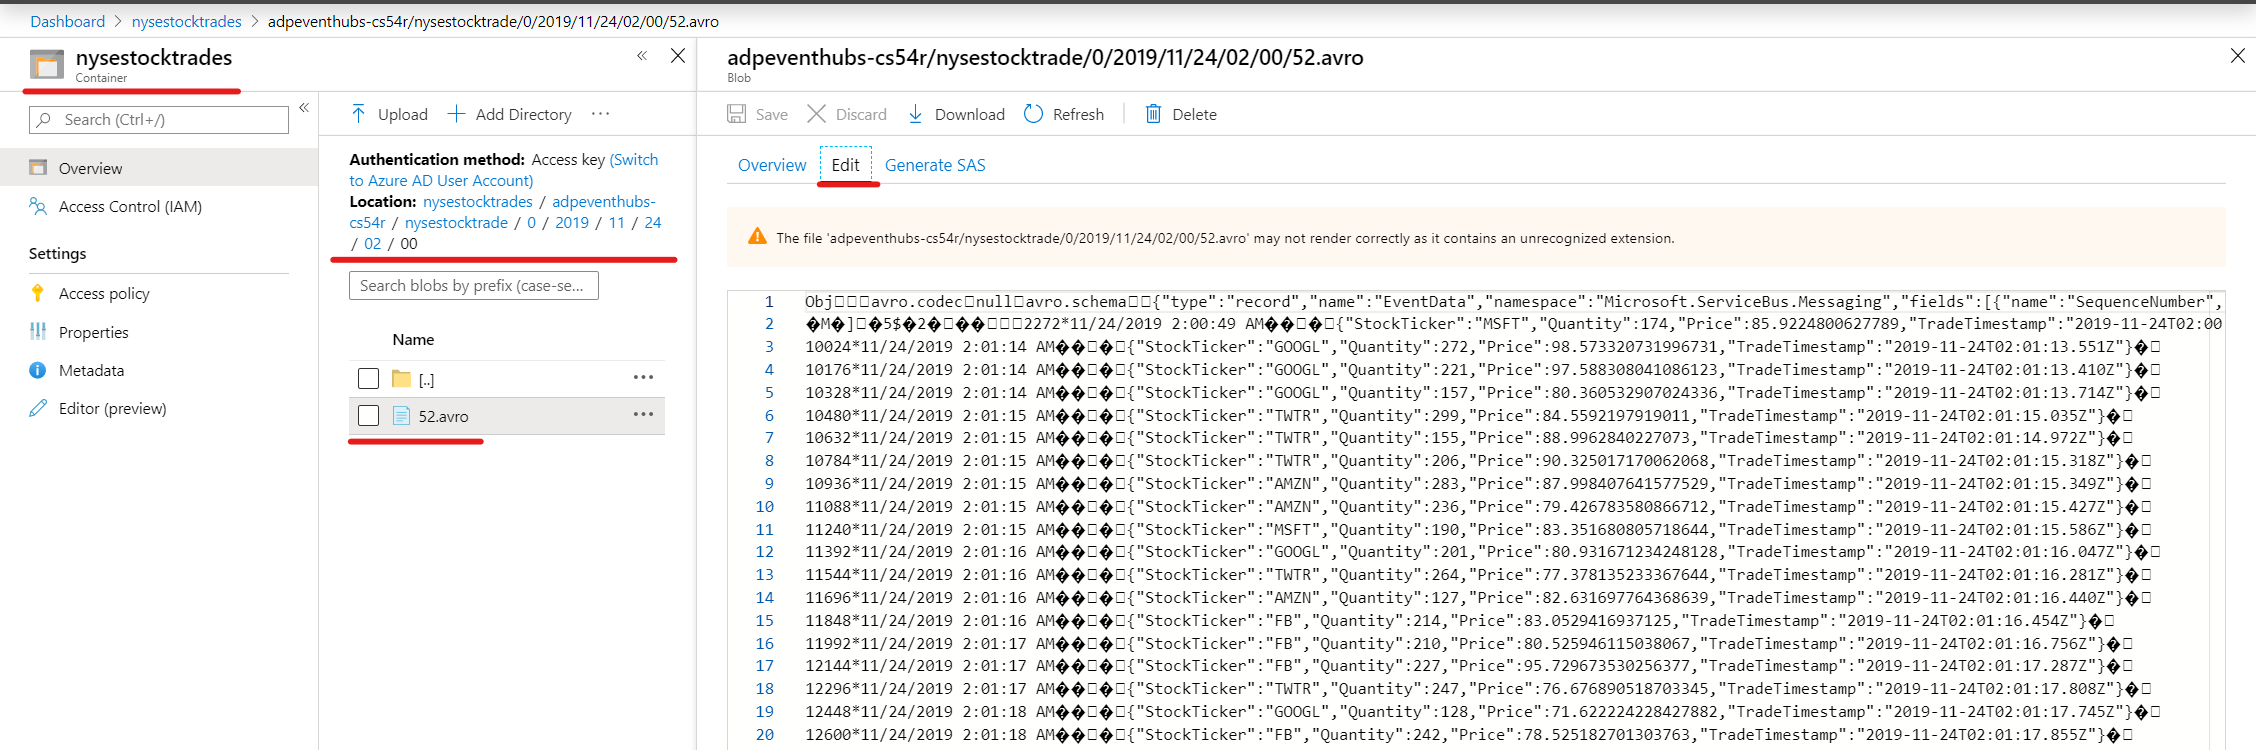 Dashboard > nysestocktrades > adpeventhubs-cs54r/nysestocktrade/0/2019/11/24/02/00/52.avro
nysestocktrades
Container
Search (Ctrl+/)
Overview
Access Control (IAM)
Settings
Access policy
Properties
Metadata
Editor (preview)
Upload
Add Directory
Authentication method: Access key (Switch
to Azure AD User Account)
Location: nysestocktrades / adpeventhubs-
cs54r / nysestocktrade / 0 / 2019 / 11 / 24
/ 02 / 00
Search blobs by prefix (case-se...
Name
[..]
52.avro
adpeventhubs-cs54r/nysestocktrade/0/2019/11/24/02/00/52.avro
Blob
Save Discard Download Refresh Delete
Overview Edit Generate SAS
The file 'adpeventhubs-cs54r/nysestocktrade/0/2019/11/24/02/00/52.avro' may not render correctly as it contains an unrecognized extension.
1 Obj□□□avro.codec□null□avro.schema□□{"type":"record","name":"EventData","namespace":"Microsoft.ServiceBus.Messaging","fields":[{"name":"SequenceNumber",
2 �M�]□�5$�2�□��□□□2272*11/24/2019 2:00:49 AM��□�□{"StockTicker":"MSFT","Quantity":174,"Price":85.9224800627789,"TradeTimestamp":"2019-11-24T02:00
3 10024*11/24/2019 2:01:14 AM��□�□{"StockTicker":"GOOGL","Quantity":272,"Price":98.573320731996731,"TradeTimestamp":"2019-11-24T02:01:13.551Z"}�□
4 10176*11/24/2019 2:01:14 AM��□�□{"StockTicker":"GOOGL","Quantity":221,"Price":97.588308041086123,"TradeTimestamp":"2019-11-24T02:01:13.410Z"}�□
5 10328*11/24/2019 2:01:14 AM��□�□{"StockTicker":"GOOGL","Quantity":157,"Price":80.360532907024336,"TradeTimestamp":"2019-11-24T02:01:13.714Z"}�□
6 10480*11/24/2019 2:01:15 AM��□�□{"StockTicker":"TWTR","Quantity":299,"Price":84.5592197919011,"TradeTimestamp":"2019-11-24T02:01:15.035Z"}�□
7 10632*11/24/2019 2:01:15 AM��□�□{"StockTicker":"TWTR","Quantity":155,"Price":88.9962840227073,"TradeTimestamp":"2019-11-24T02:01:14.972Z"}�□
8 10784*11/24/2019 2:01:15 AM��□�□{"StockTicker":"TWTR","Quantity":206,"Price":90.325017170062068,"TradeTimestamp":"2019-11-24T02:01:15.318Z"}�□
9 10936*11/24/2019 2:01:15 AM��□�□{"StockTicker":"AMZN","Quantity":283,"Price":87.998407641577529,"TradeTimestamp":"2019-11-24T02:01:15.349Z"}�□
10 11088*11/24/2019 2:01:15 AM��□�□{"StockTicker":"AMZN","Quantity":236,"Price":79.426783580866712,"TradeTimestamp":"2019-11-24T02:01:15.427Z"}�□
11 11240*11/24/2019 2:01:15 AM��□�□{"StockTicker":"MSFT","Quantity":190,"Price":83.351680805718644,"TradeTimestamp":"2019-11-24T02:01:15.586Z"}�□
12 11392*11/24/2019 2:01:16 AM��□�□{"StockTicker":"GOOGL","Quantity":201,"Price":80.931671234248128,"TradeTimestamp":"2019-11-24T02:01:16.047Z"}�□
13 11544*11/24/2019 2:01:16 AM��□�□{"StockTicker":"TWTR","Quantity":264,"Price":77.378135233367644,"TradeTimestamp":"2019-11-24T02:01:16.281Z"}�□
14 11696*11/24/2019 2:01:16 AM��□�□{"StockTicker":"AMZN","Quantity":127,"Price":82.631697764368639,"TradeTimestamp":"2019-11-24T02:01:16.440Z"}�□
15 11848*11/24/2019 2:01:16 AM��□�□{"StockTicker":"FB","Quantity":214,"Price":83.0529416937125,"TradeTimestamp":"2019-11-24T02:01:16.454Z"}�□
16 11992*11/24/2019 2:01:17 AM��□�□{"StockTicker":"FB","Quantity":210,"Price":80.525946115038067,"TradeTimestamp":"2019-11-24T02:01:16.756Z"}�□
17 12144*11/24/2019 2:01:17 AM��□�□{"StockTicker":"FB","Quantity":227,"Price":95.729673530256377,"TradeTimestamp":"2019-11-24T02:01:17.287Z"}�□
18 12296*11/24/2019 2:01:17 AM��□�□{"StockTicker":"TWTR","Quantity":247,"Price":76.676890518703345,"TradeTimestamp":"2019-11-24T02:01:17.808Z"}�□
19 12448*11/24/2019 2:01:18 AM��□�□{"StockTicker":"GOOGL","Quantity":128,"Price":71.622224228427882,"TradeTimestamp":"2019-11-24T02:01:17.745Z"}�□
20 12600*11/24/2019 2:01:18 AM��□�□{"StockTicker":"FB","Quantity":242,"Price":78.525182701303763,"TradeTimestamp":"2019-11-24T02:01:17.855Z"}�□